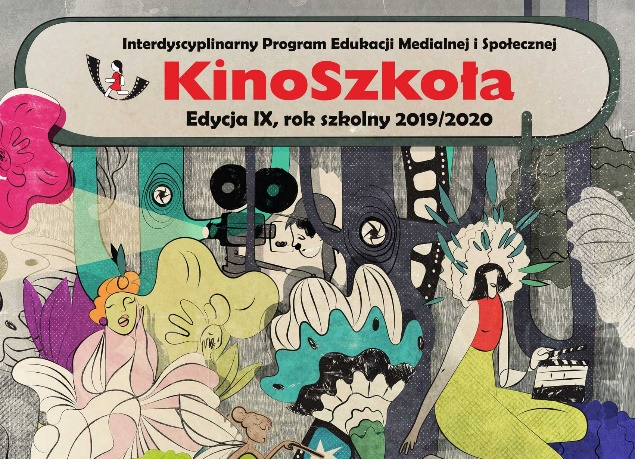 Interdyscyplinarny Program Edukacji Medialnej i Społecznej
KinoSzkoła
Edycja IX, rok szkolny 2019/2020